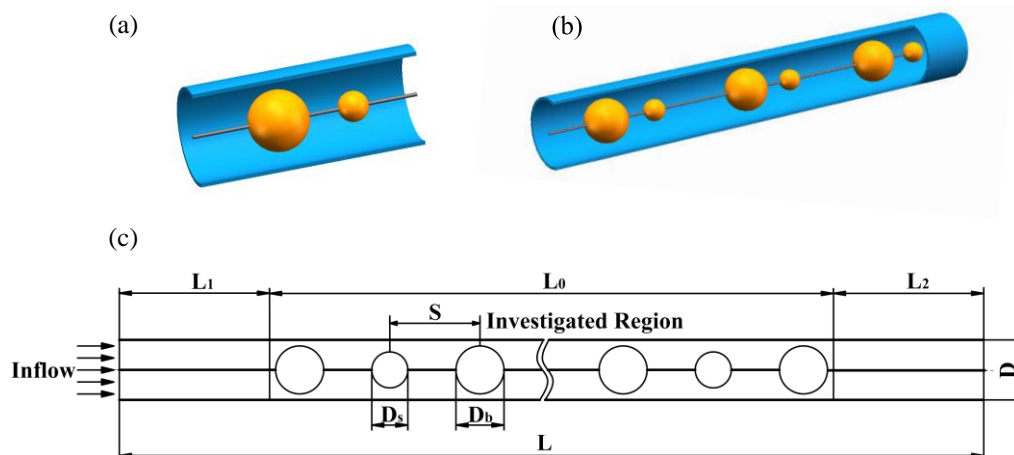 (a)
(b)
(c)
L1 L0 L2
S Investigated Region
Inflow
D
Ds Db
L